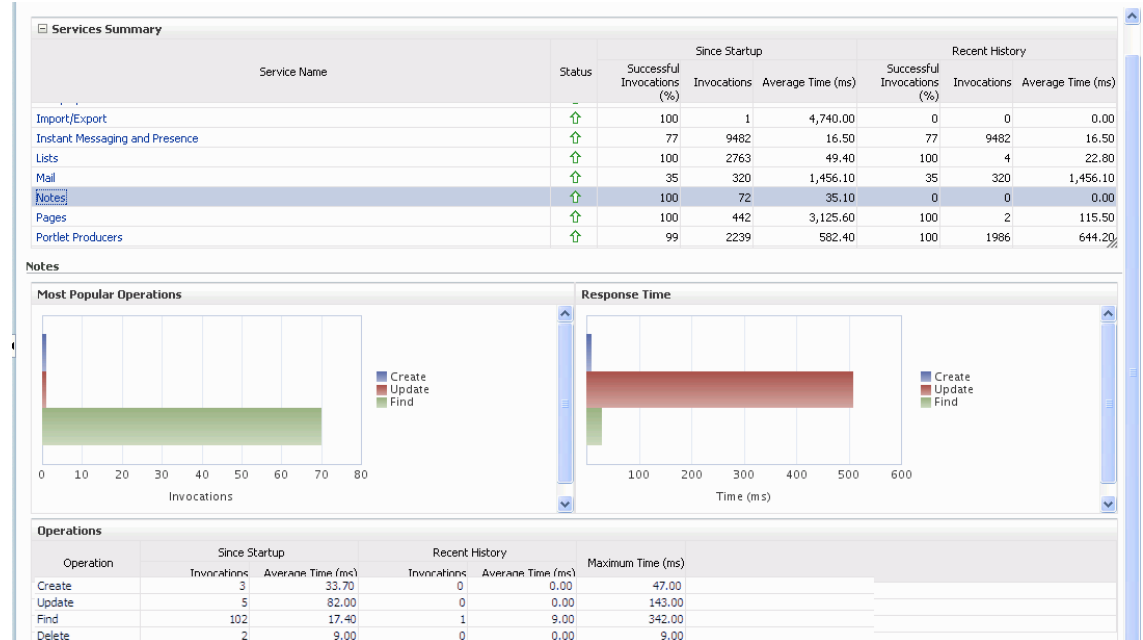 Services Summary
Since Startup Recent History
Service Name Status Successful Invocations (%) Invocations Average Time (ms) Successful Invocations (%) Invocations Average Time (ms)
Import/Export 100 1 4,740.00 0 0 0.00
Instant Messaging and Presence 77 9482 16.50 77 9482 16.50
Lists 100 2763 49.40 100 4 22.80
Mail 35 320 1,456.10 35 320 1,456.10
Notes 100 72 35.10 0 0 0.00
Pages 100 442 3,125.60 100 2 115.50
Portlet Producers 99 2239 582.40 100 1986 644.20
Notes
Most Popular Operations
Create
Update
Find
0 10 20 30 40 50 60 70 80
Invocations
Response Time
Create
Update
Find
100 200 300 400 500 600
Time (ms)
Operations
Since Startup Recent History
Operation Invocations Average Time (ms) Invocations Average Time (ms) Maximum Time (ms)
Create 3 33.70 0 0.00 47.00
Update 5 82.00 0 0.00 143.00
Find 102 17.40 1 9.00 342.00
Delete 2 9.00 0 0.00 9.00